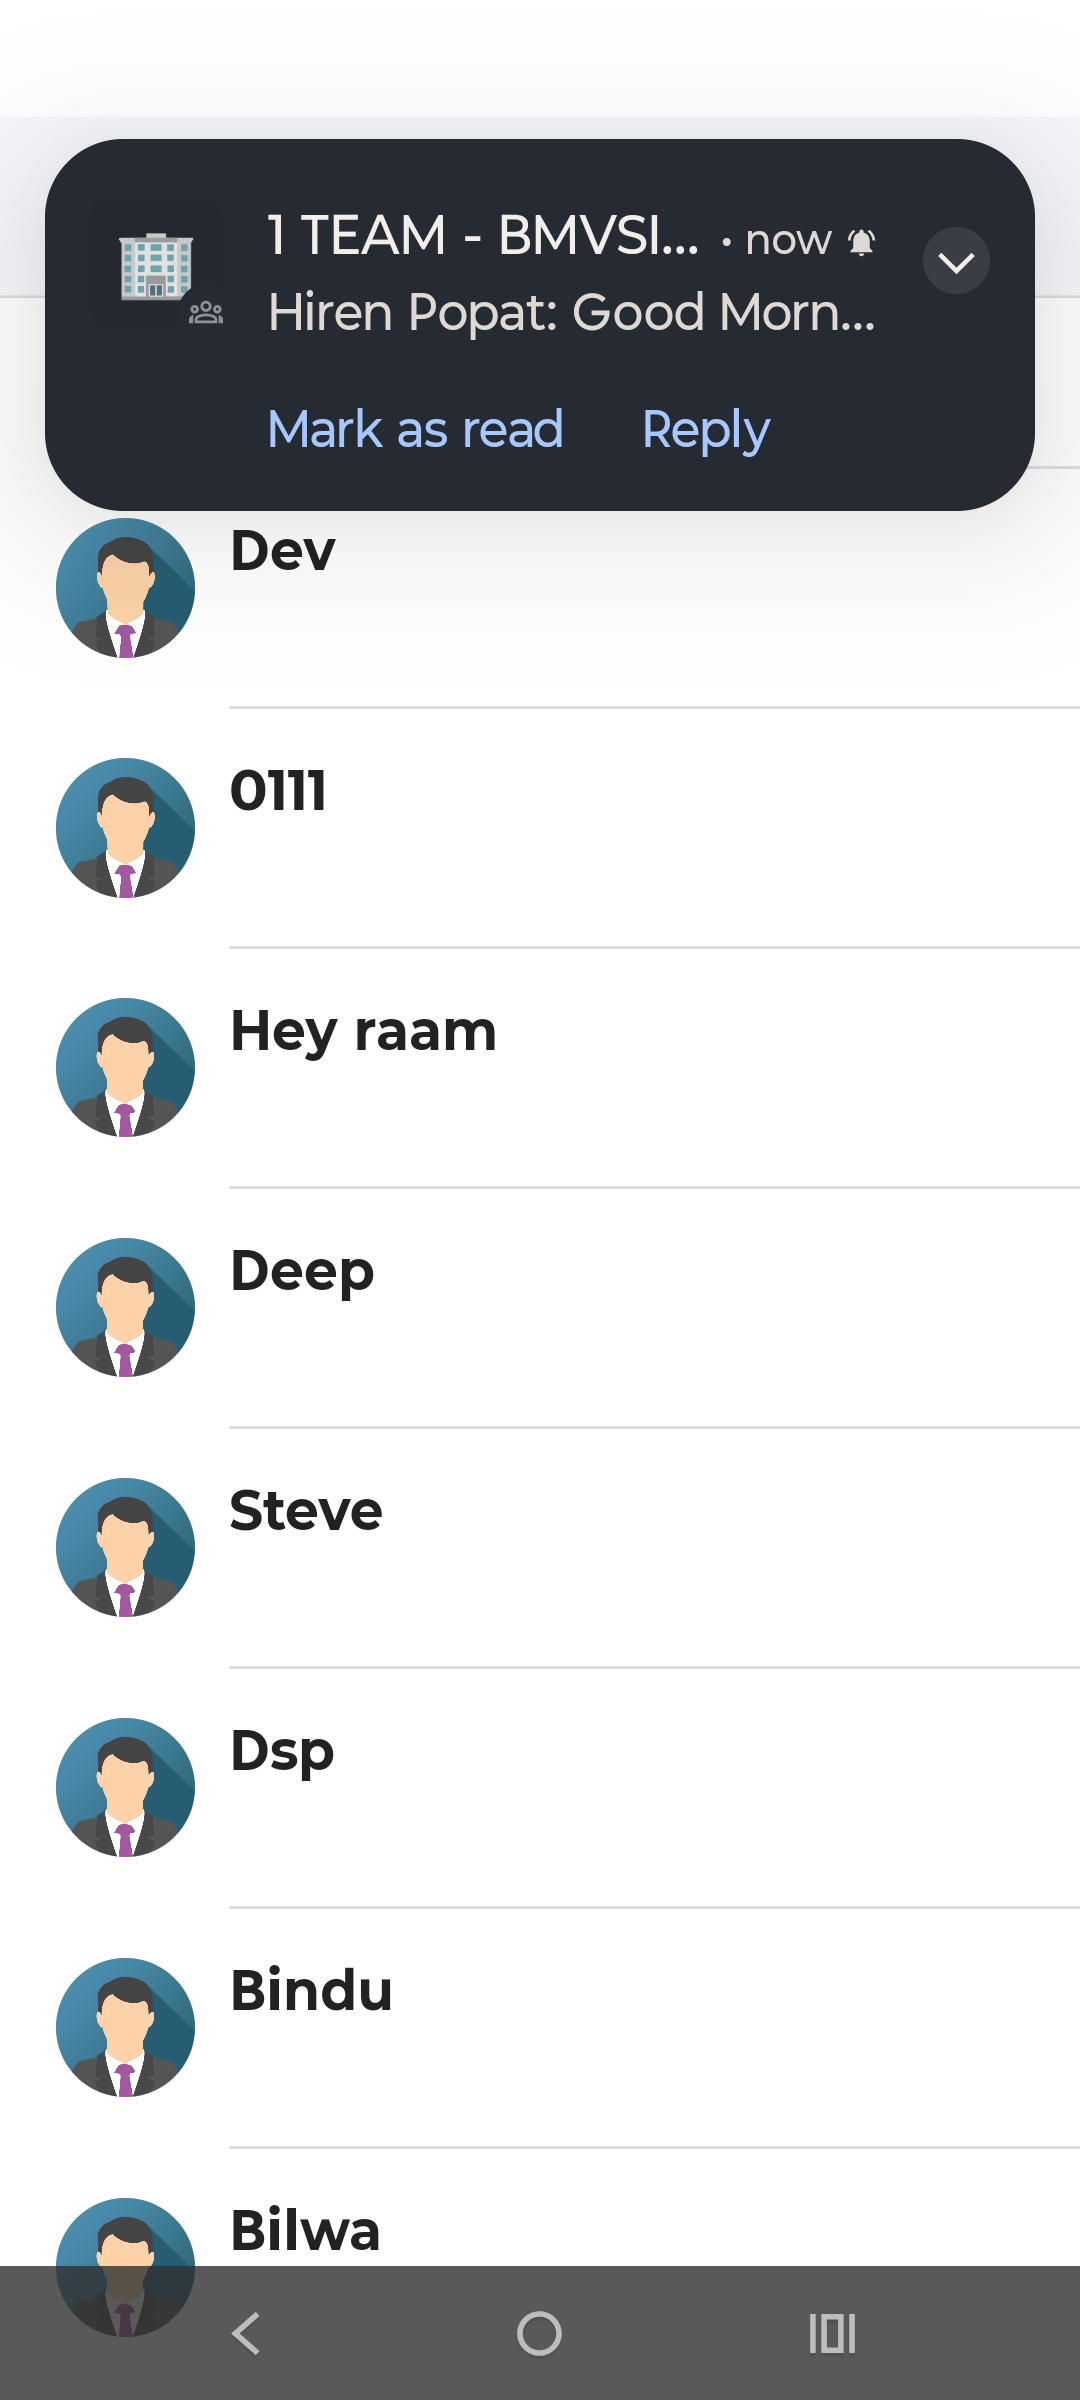 1 TEAM - BMVSI... • now
Hiren Popat: Good Morn...
Mark as read Reply
Dev
0111
Hey raam
Deep
Steve
Dsp
Bindu
Bilwa